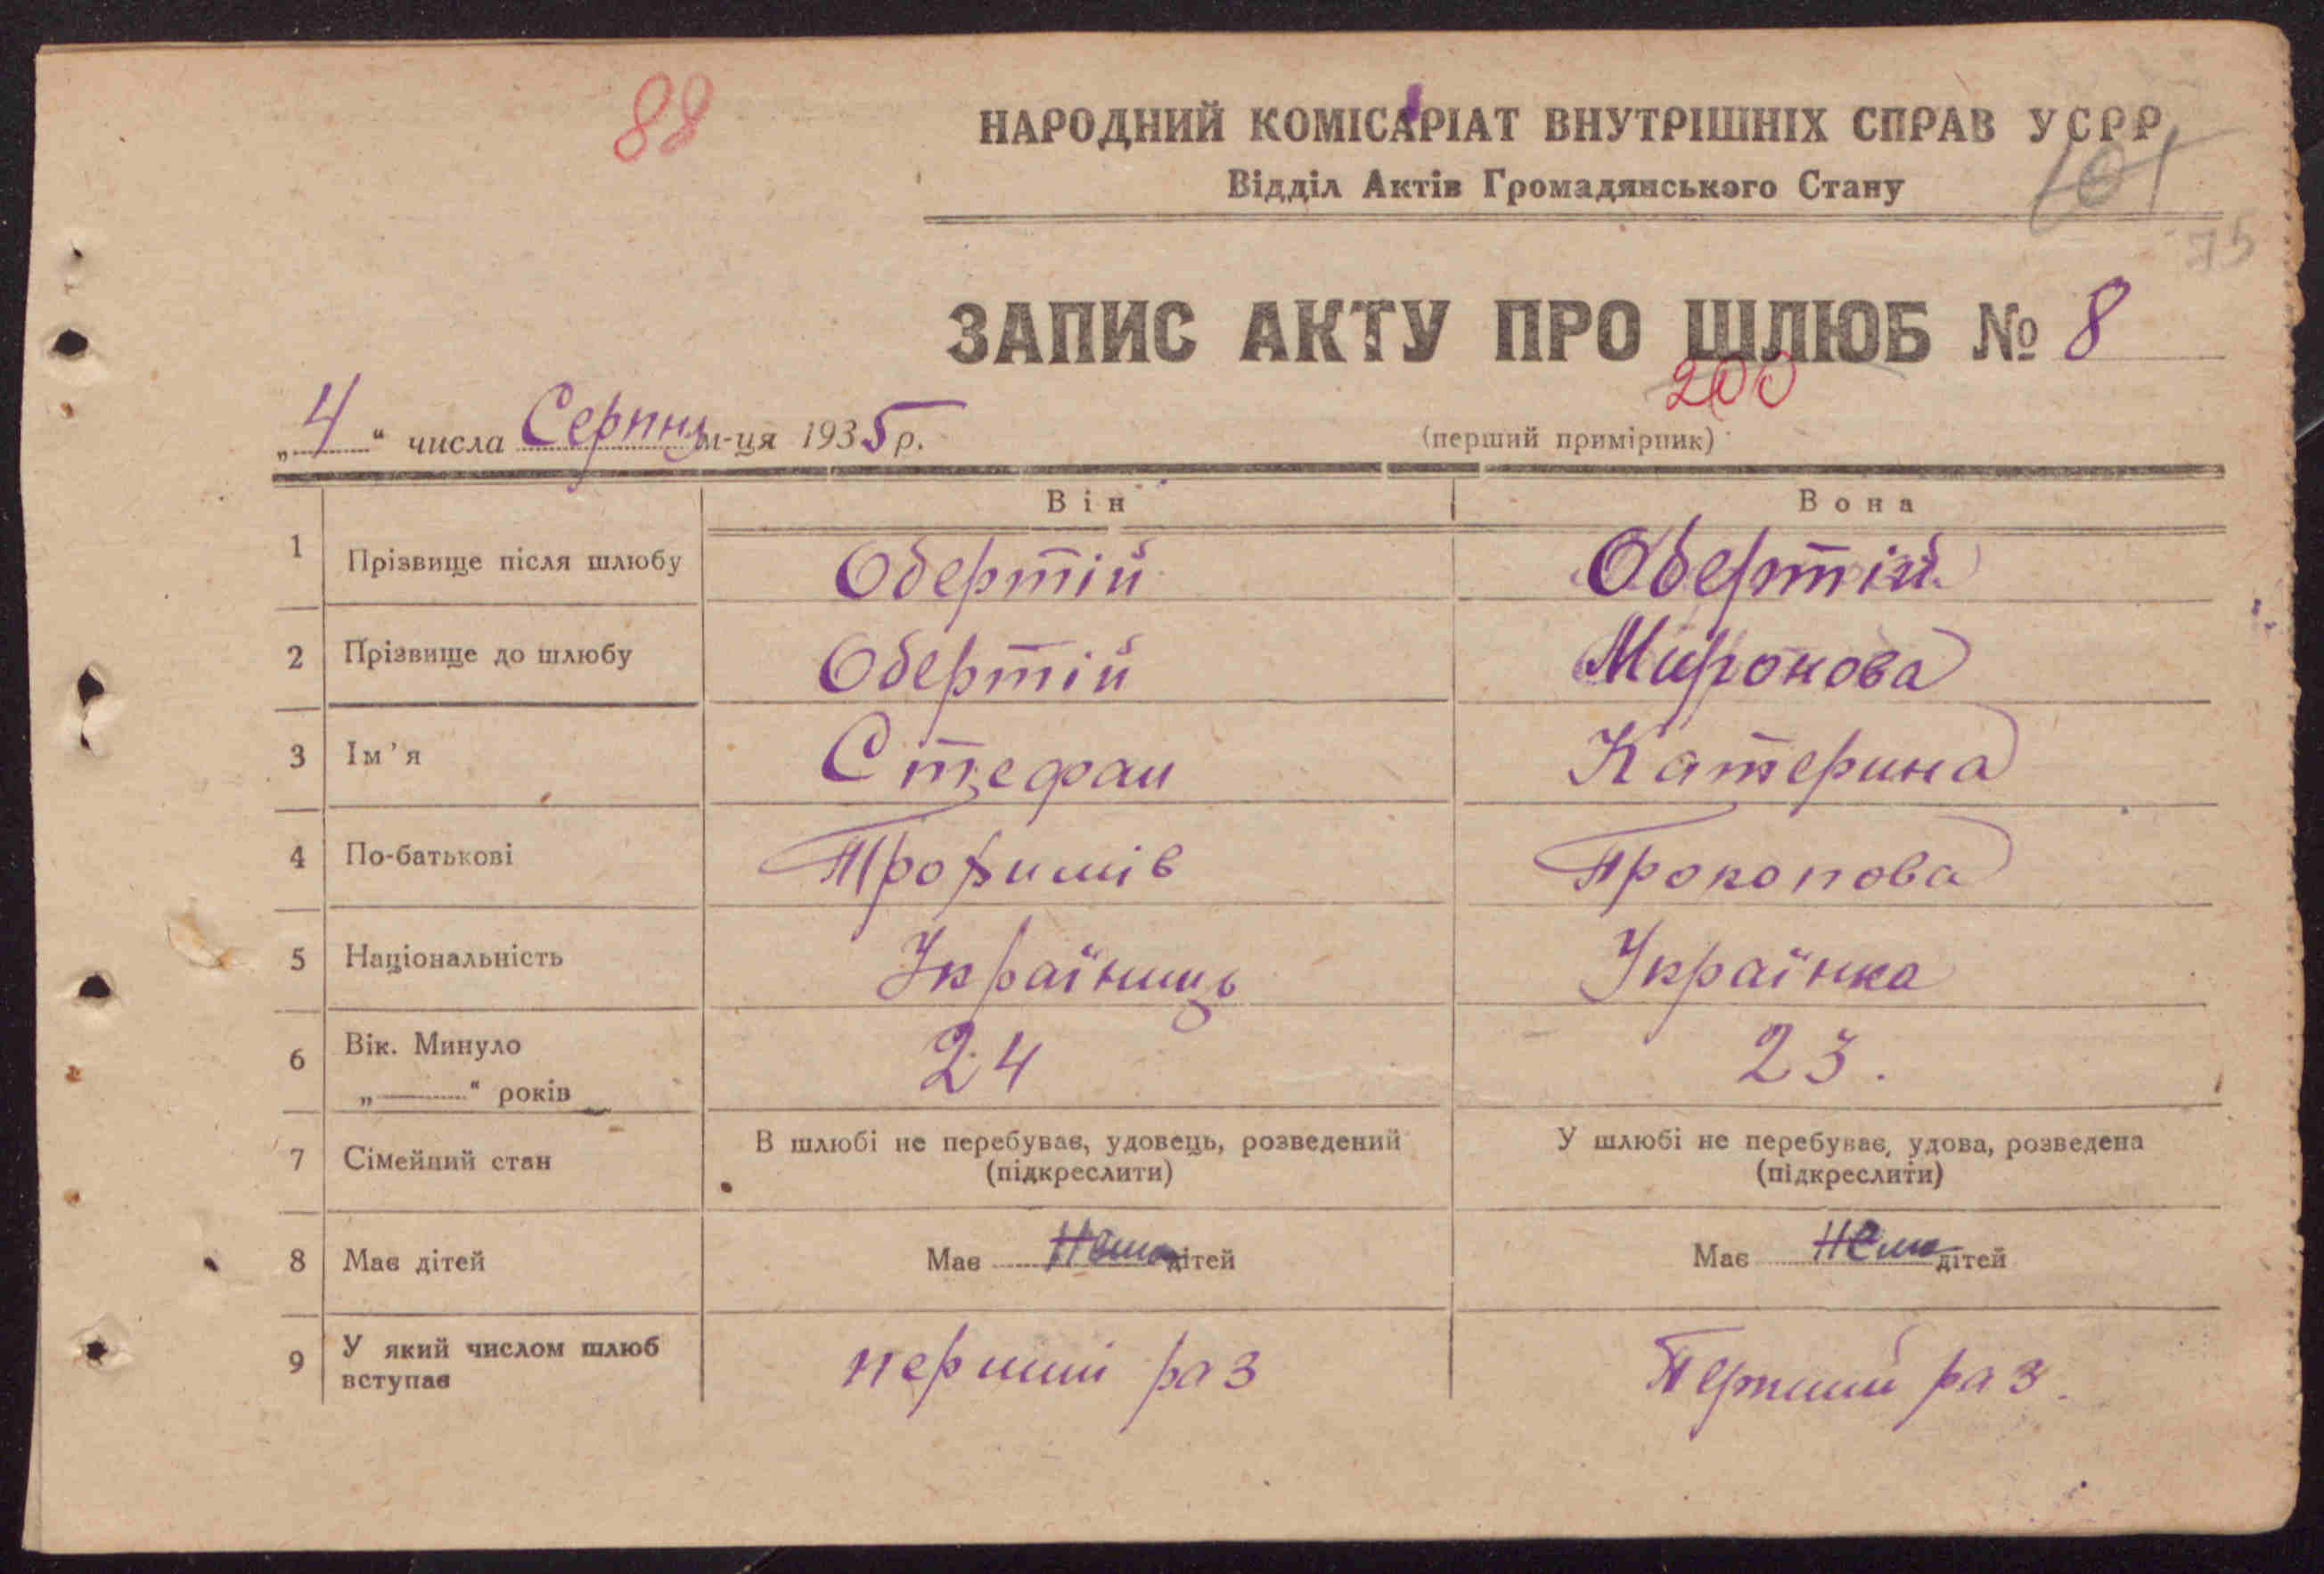 88
НАРОДНИЙ КОМІСАРІАТ ВНУТРІШНІХ СПРАВ УСРР
Відділ Актів Громадянського Стану
101
75
ЗАПИС АКТУ ПРО ШЛЮБ № 8
200
„4“ числа Серпня м-ця 1935 р.
(перший примірник)
Він Вона
1 Прізвище після шлюбу Обертій Обертій
2 Прізвище до шлюбу Обертій Миронова
3 Ім'я Стефан Катерина
4 По-батькові Трофимів Прокопова
5 Національність Українець Українка
6 Вік. Минуло 24 23.
„ “ років
7 Сімейний стан В шлюбі не перебував, удовець, розведений У шлюбі не перебував, удова, розведена
(підкреслити) (підкреслити)
8 Має дітей Має Нема дітей Має Нема дітей
9 У який числом шлюб вступає перший раз Перший раз.